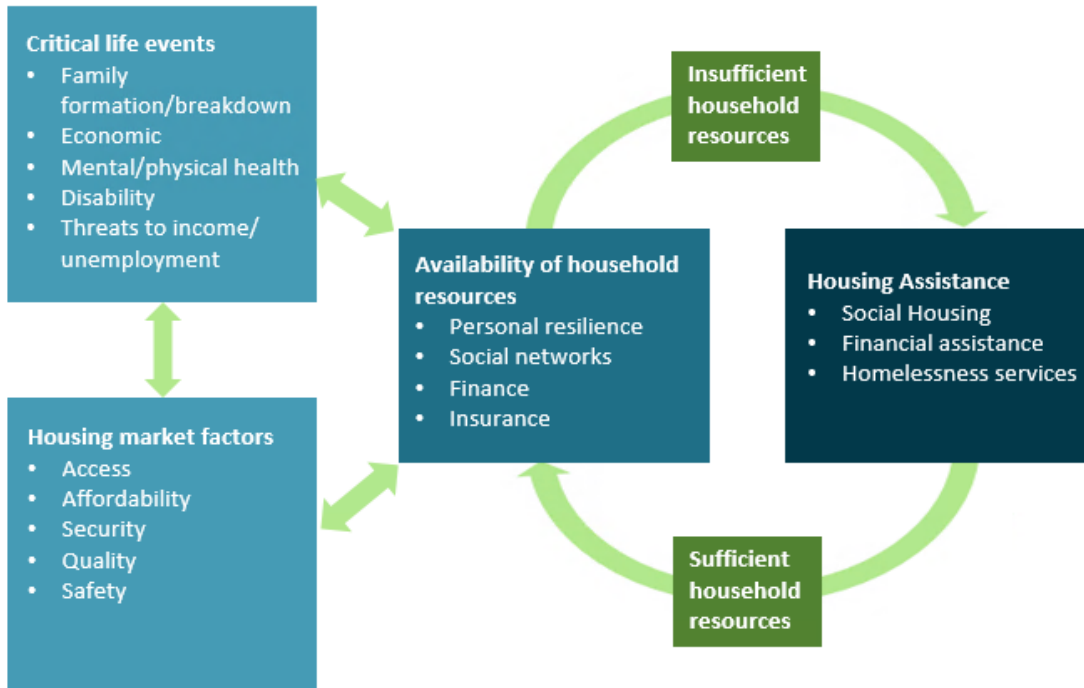 Critical life events
• Family
formation/breakdown
• Economic
• Mental/physical health
• Disability
• Threats to income/
unemployment
Housing market factors
• Access
• Affordability
• Security
• Quality
• Safety
Availability of household
resources
• Personal resilience
• Social networks
• Finance
• Insurance
Insufficient
household
resources
Housing Assistance
• Social Housing
• Financial assistance
• Homelessness services
Sufficient
household
resources